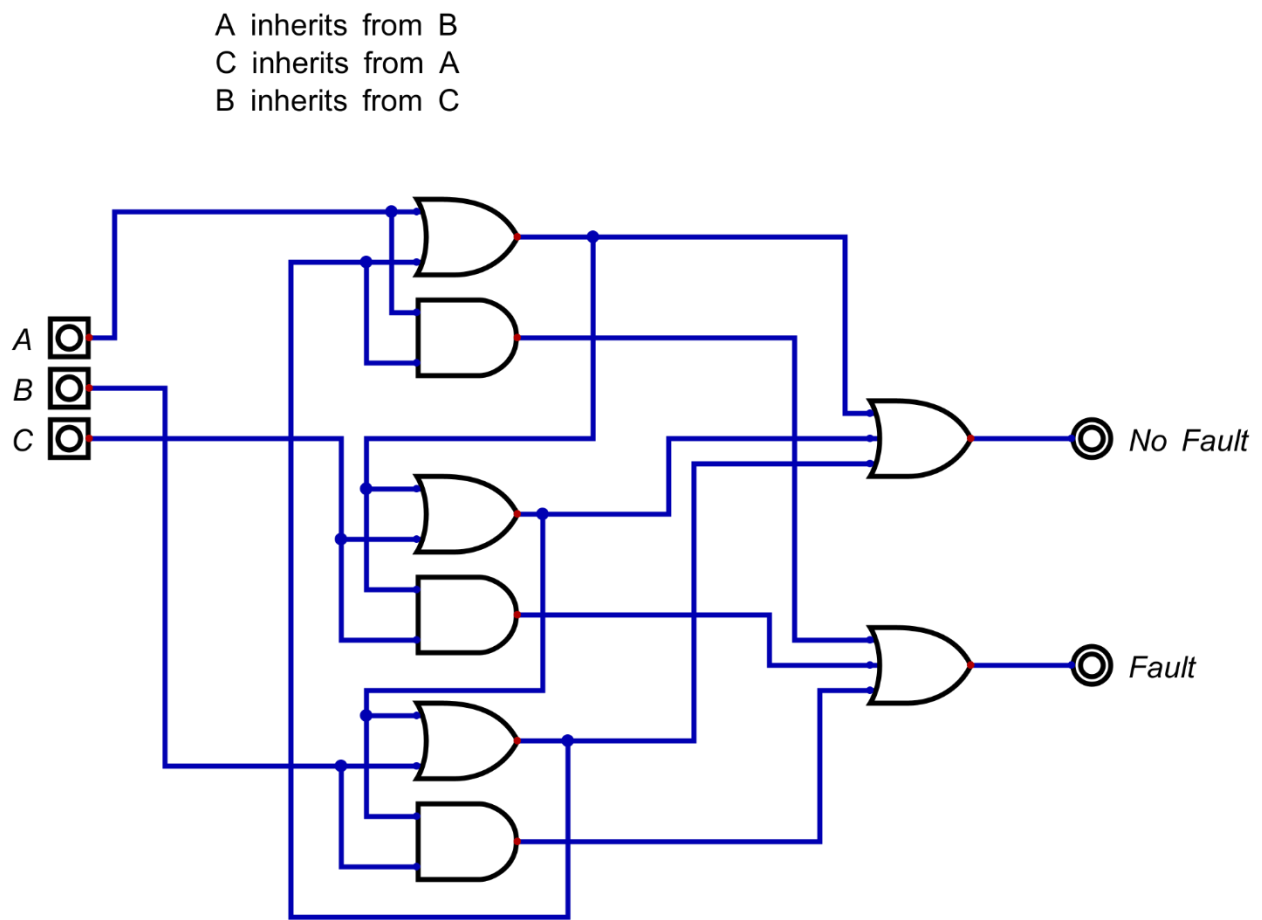 A inherits from B
C inherits from A
B inherits from C
A
B
C
No Fault
Fault